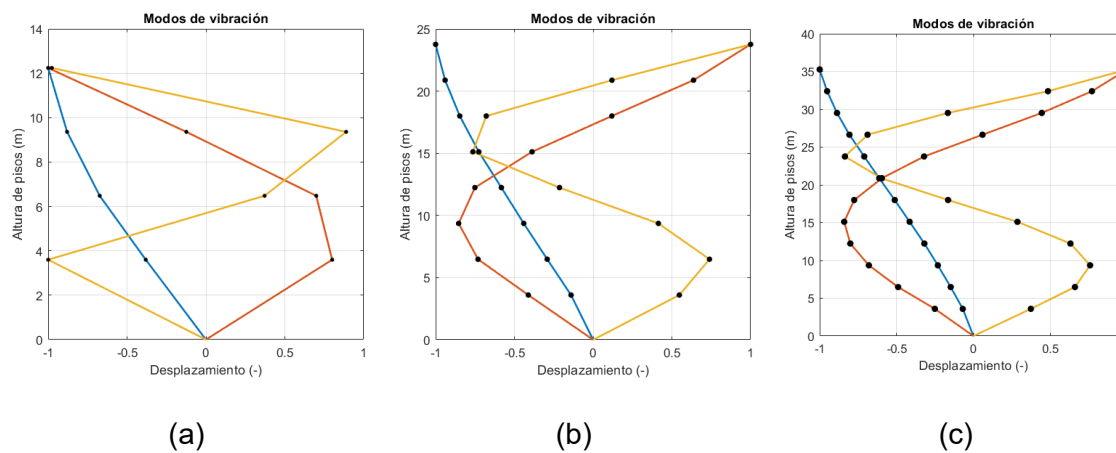 Modos de vibración
14
12
10
8
6
4
2
0
Altura de pisos (m)
-1 -0.5 0 0.5 1
Desplazamiento (-)
(a)
Modos de vibración
25
20
15
10
5
0
Altura de pisos (m)
-1 -0.5 0 0.5 1
Desplazamiento (-)
(b)
Modos de vibración
40
35
30
25
20
15
10
5
0
Altura de pisos (m)
-1 -0.5 0 0.5
Desplazamiento (-)
(c)